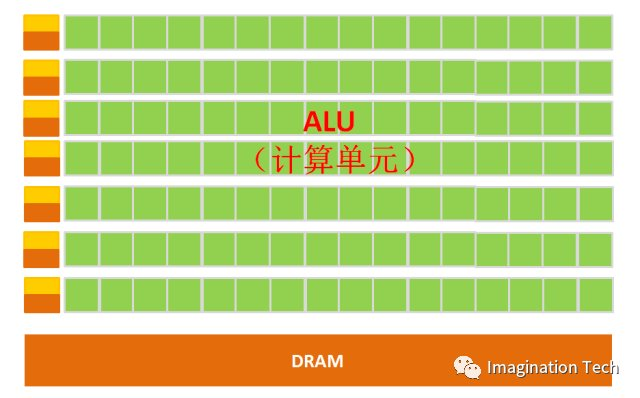 ALU
（计算单元）
DRAM
Imagination Tech